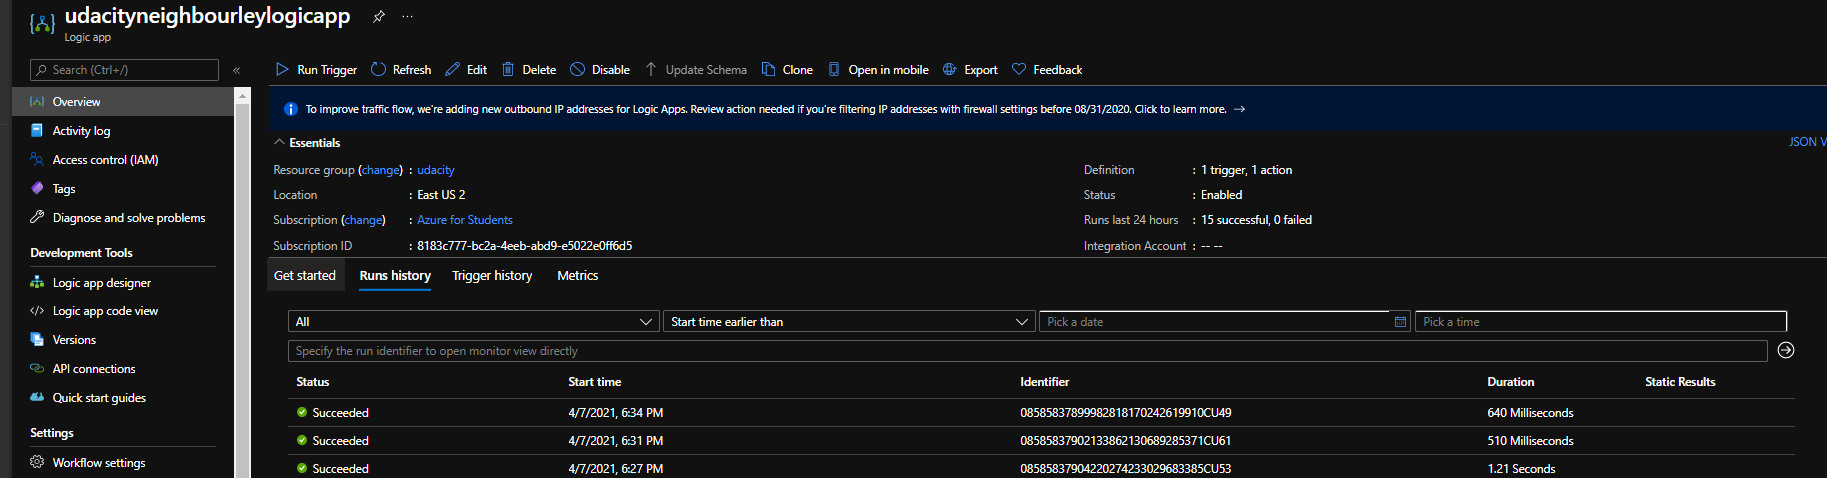 udacityneighbourleylogicapp
Logic app
Search (Ctrl+/)
Run Trigger Refresh Edit Delete Disable Update Schema Clone Open in mobile Export Feedback
Overview
Activity log
Access control (IAM)
Tags
Diagnose and solve problems
Development Tools
Logic app designer
Logic app code view
Versions
API connections
Quick start guides
Settings
Workflow settings
To improve traffic flow, we're adding new outbound IP addresses for Logic Apps. Review action needed if you're filtering IP addresses with firewall settings before 08/31/2020. Click to learn more. →
Essentials
JSON V
Resource group (change) : udacity
Location : East US 2
Subscription (change) : Azure for Students
Subscription ID : 8183c777-bc2a-4eeb-abd9-e5022e0ff6d5
Definition : 1 trigger, 1 action
Status : Enabled
Runs last 24 hours : 15 successful, 0 failed
Integration Account : -- --
Get started Runs history Trigger history Metrics
All Start time earlier than Pick a date Pick a time
Specify the run identifier to open monitor view directly
Status Start time Identifier Duration Static Results
Succeeded 4/7/2021, 6:34 PM 08585837899982818170242619910CU49 640 Milliseconds
Succeeded 4/7/2021, 6:31 PM 08585837902133862130689285371CU61 510 Milliseconds
Succeeded 4/7/2021, 6:27 PM 08585837904220274233029683385CU53 1.21 Seconds